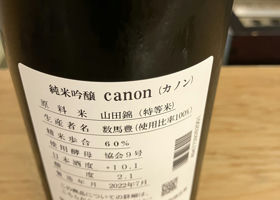 純米吟醸 canon (カノン)
原料米 山田錦 (特等米)
生産者名 数馬豊 (使用比率100%)
精米歩合 60%
使用酵母 協会9号
日本酒度 +10.1
酸度 2.1
製造年月 2022年7月